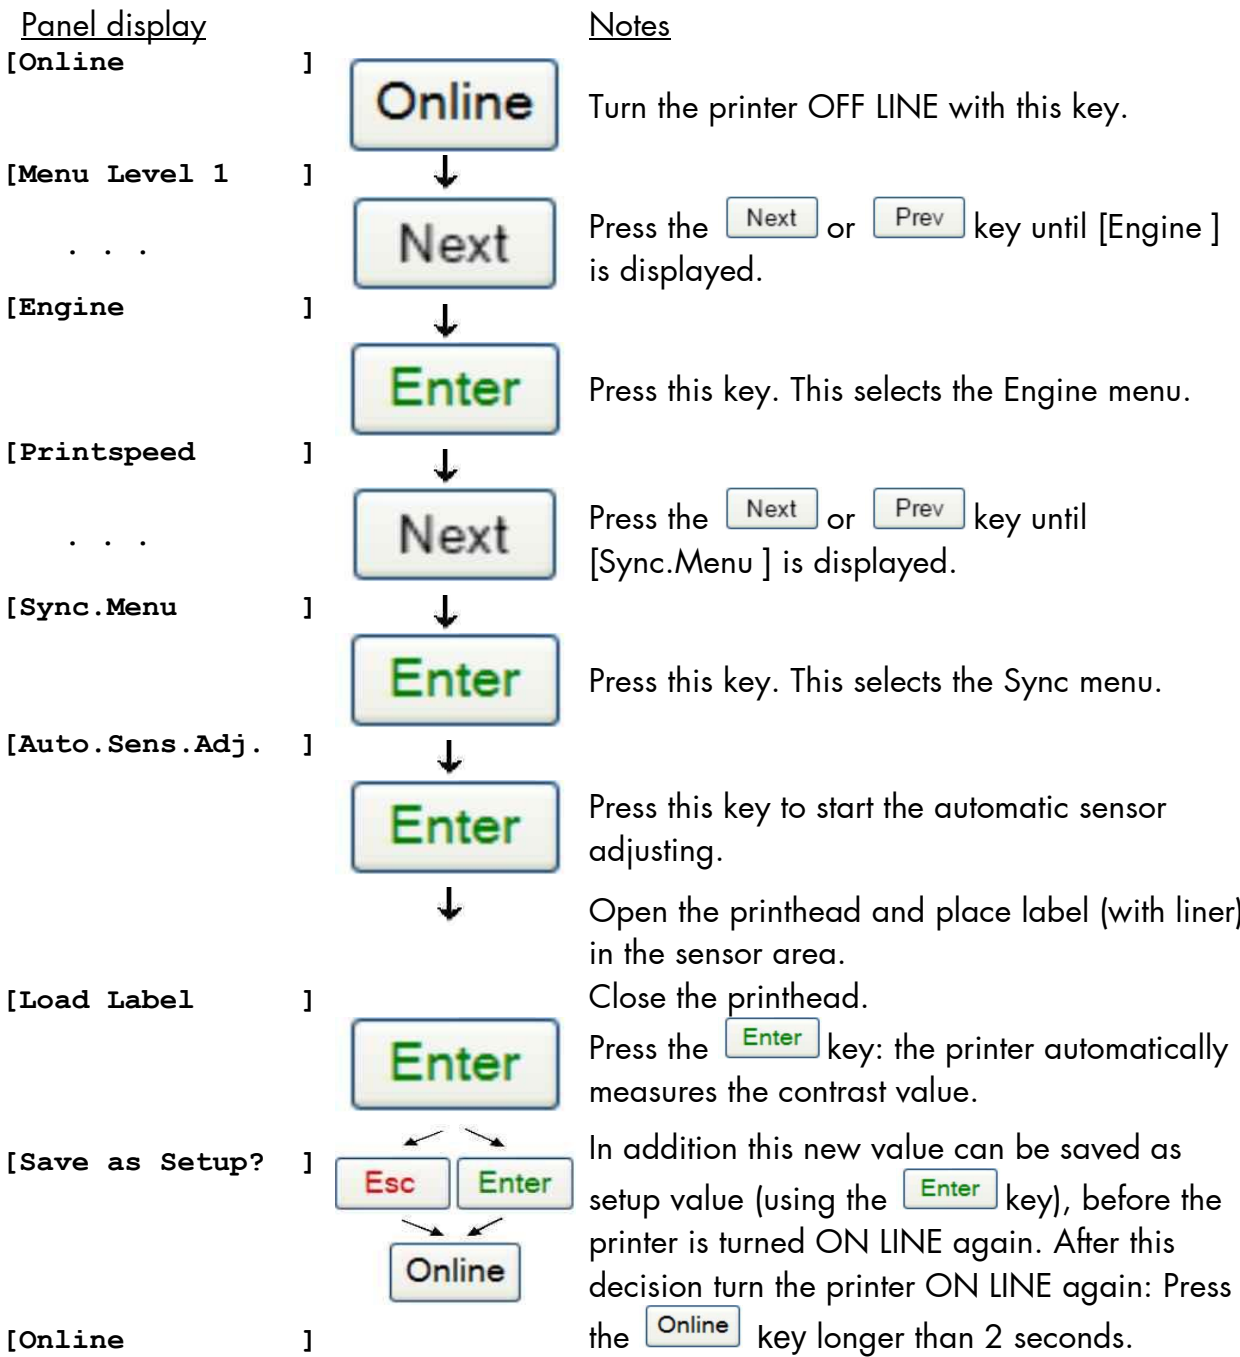 Panel display Notes
[Online ]
Online
Turn the printer OFF LINE with this key.
[Menu Level 1 ]
Next
Press the Next or Prev key until [Engine ]
. . .
is displayed.
[Engine ]
Enter
Press this key. This selects the Engine menu.
[Printspeed ]
Next
Press the Next or Prev key until
. . .
[Sync.Menu ] is displayed.
[Sync.Menu ]
Enter
Press this key. This selects the Sync menu.
[Auto.Sens.Adj. ]
Enter
Press this key to start the automatic sensor
adjusting.
Open the printhead and place label (with liner)
in the sensor area.
[Load Label ]
Close the printhead.
Enter
Press the Enter key: the printer automatically
measures the contrast value.
[Save as Setup? ]
Esc Enter
In addition this new value can be saved as
setup value (using the Enter key), before the
printer is turned ON LINE again. After this
Online
decision turn the printer ON LINE again: Press
[Online ]
the Online key longer than 2 seconds.